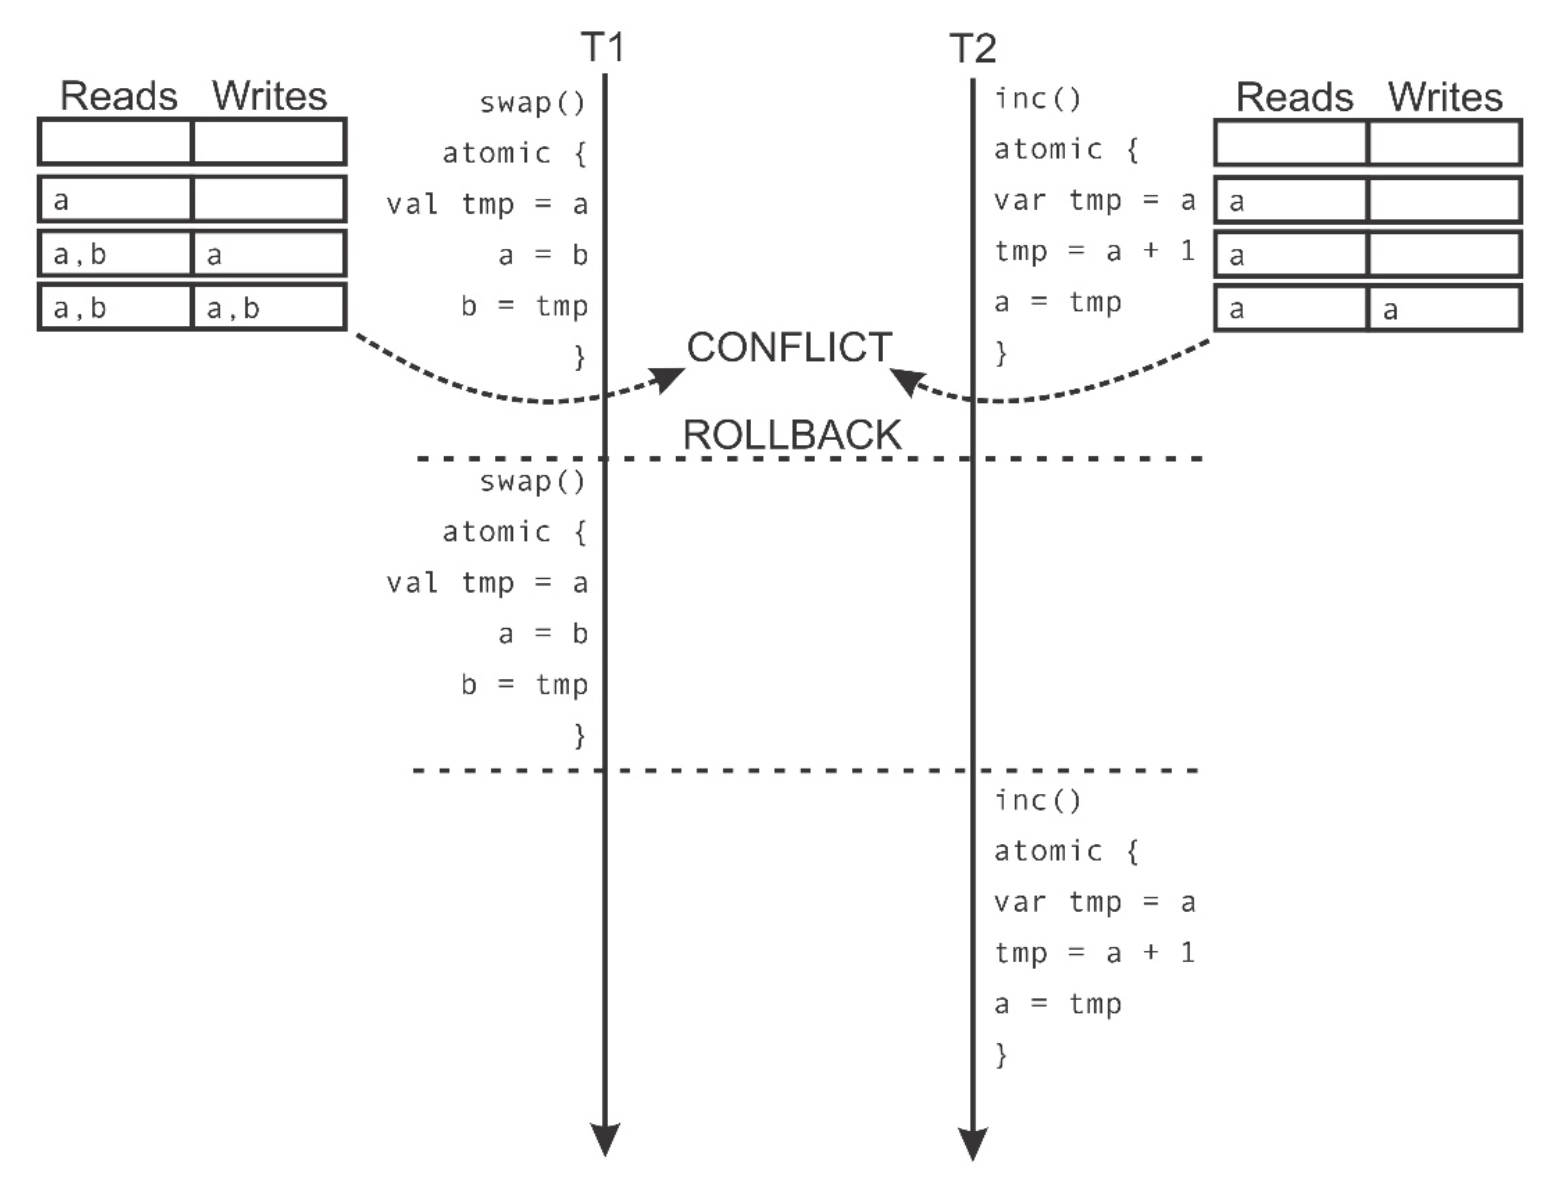 T1
T2
Reads Writes
a
a,b a
a,b a,b
swap()
atomic {
val tmp = a
a = b
b = tmp
}
inc()
atomic {
var tmp = a
tmp = a + 1
a = tmp
}
Reads Writes
a
a
a a
CONFLICT
ROLLBACK
swap()
atomic {
val tmp = a
a = b
b = tmp
}
inc()
atomic {
var tmp = a
tmp = a + 1
a = tmp
}